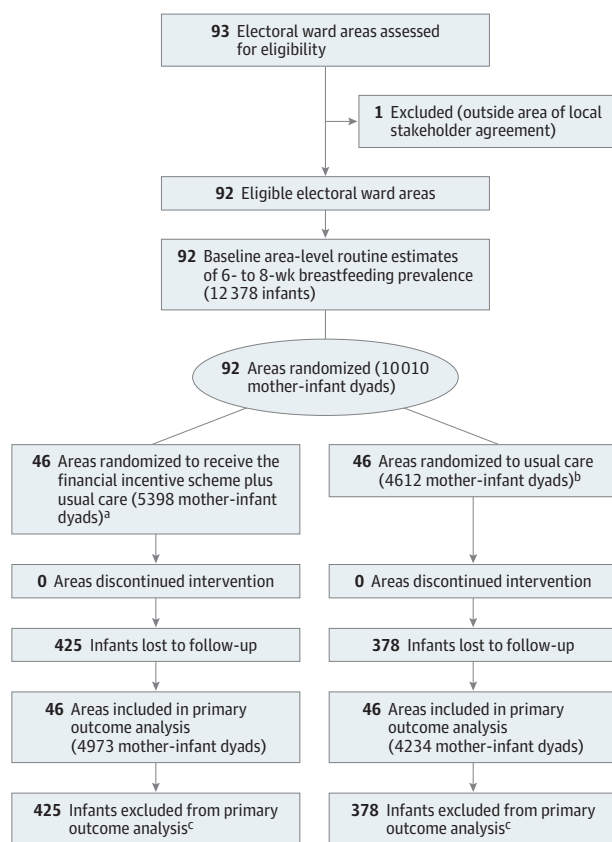 93 Electoral ward areas assessed
for eligibility
1 Excluded (outside area of local
stakeholder agreement)
92 Eligible electoral ward areas
92 Baseline area-level routine estimates
of 6- to 8-wk breastfeeding prevalence
(12 378 infants)
92 Areas randomized (10 010
mother-infant dyads)
46 Areas randomized to receive the
financial incentive scheme plus
usual care (5398 mother-infant
dyads)a
46 Areas randomized to usual care
(4612 mother-infant dyads)b
0 Areas discontinued intervention
0 Areas discontinued intervention
425 Infants lost to follow-up
378 Infants lost to follow-up
46 Areas included in primary
outcome analysis
(4973 mother-infant dyads)
46 Areas included in primary
outcome analysis
(4234 mother-infant dyads)
425 Infants excluded from primary
outcome analysisc
378 Infants excluded from primary
outcome analysisc